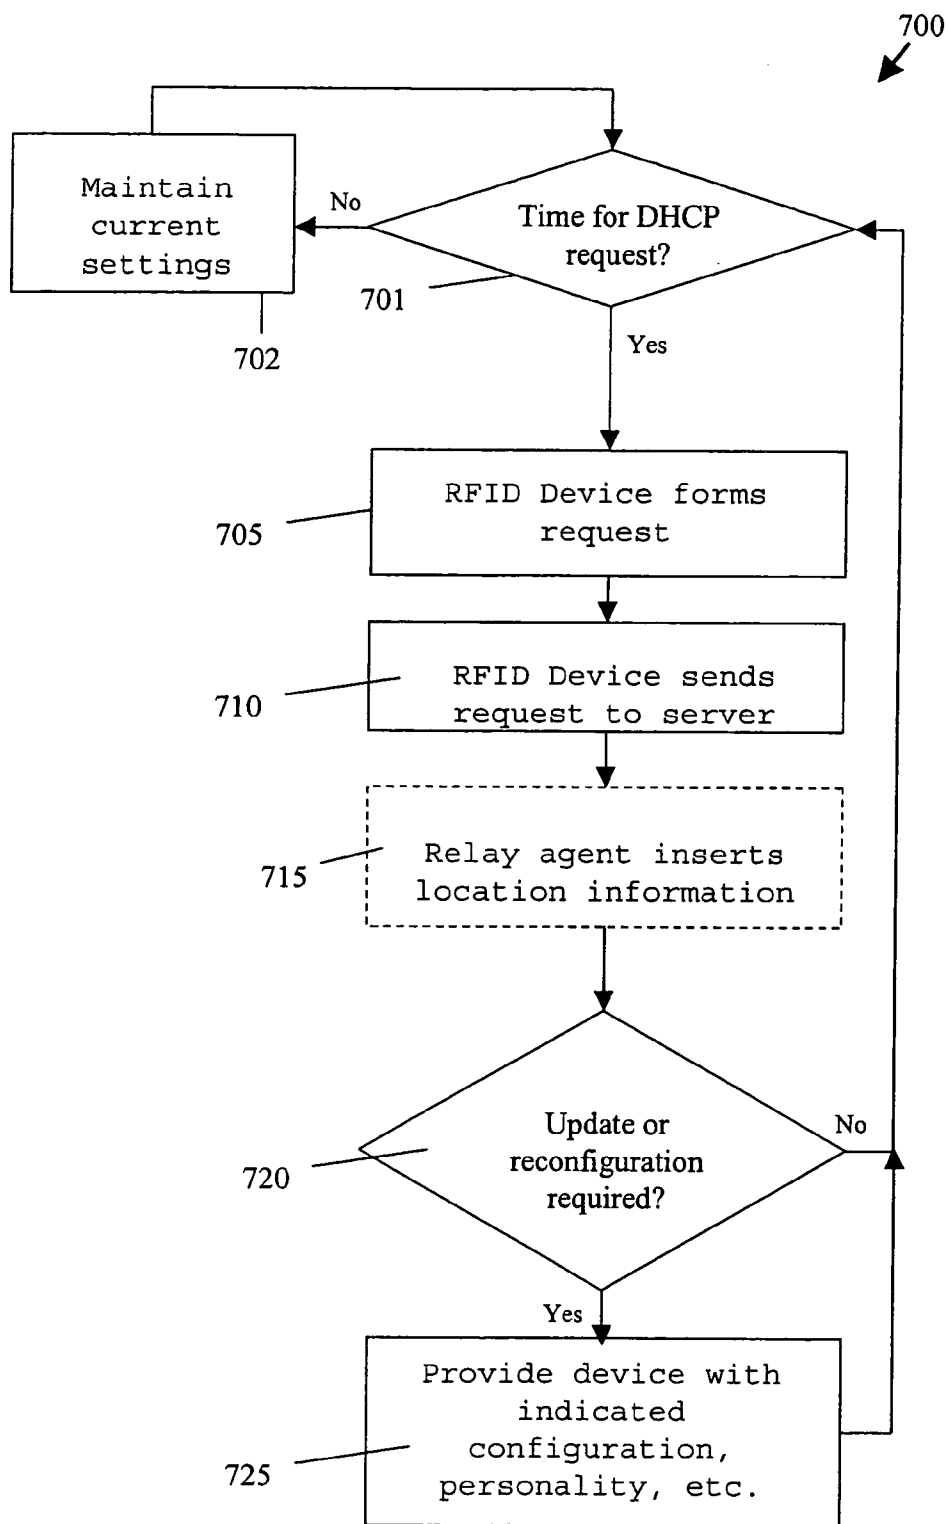 700
Maintain
current
settings
No
Time for DHCP
request?
701
702
Yes
RFID Device forms
request
705
RFID Device sends
request to server
710
Relay agent inserts
location information
715
Update or
reconfiguration
required?
No
720
Yes
Provide device with
indicated
configuration,
personality, etc.
725